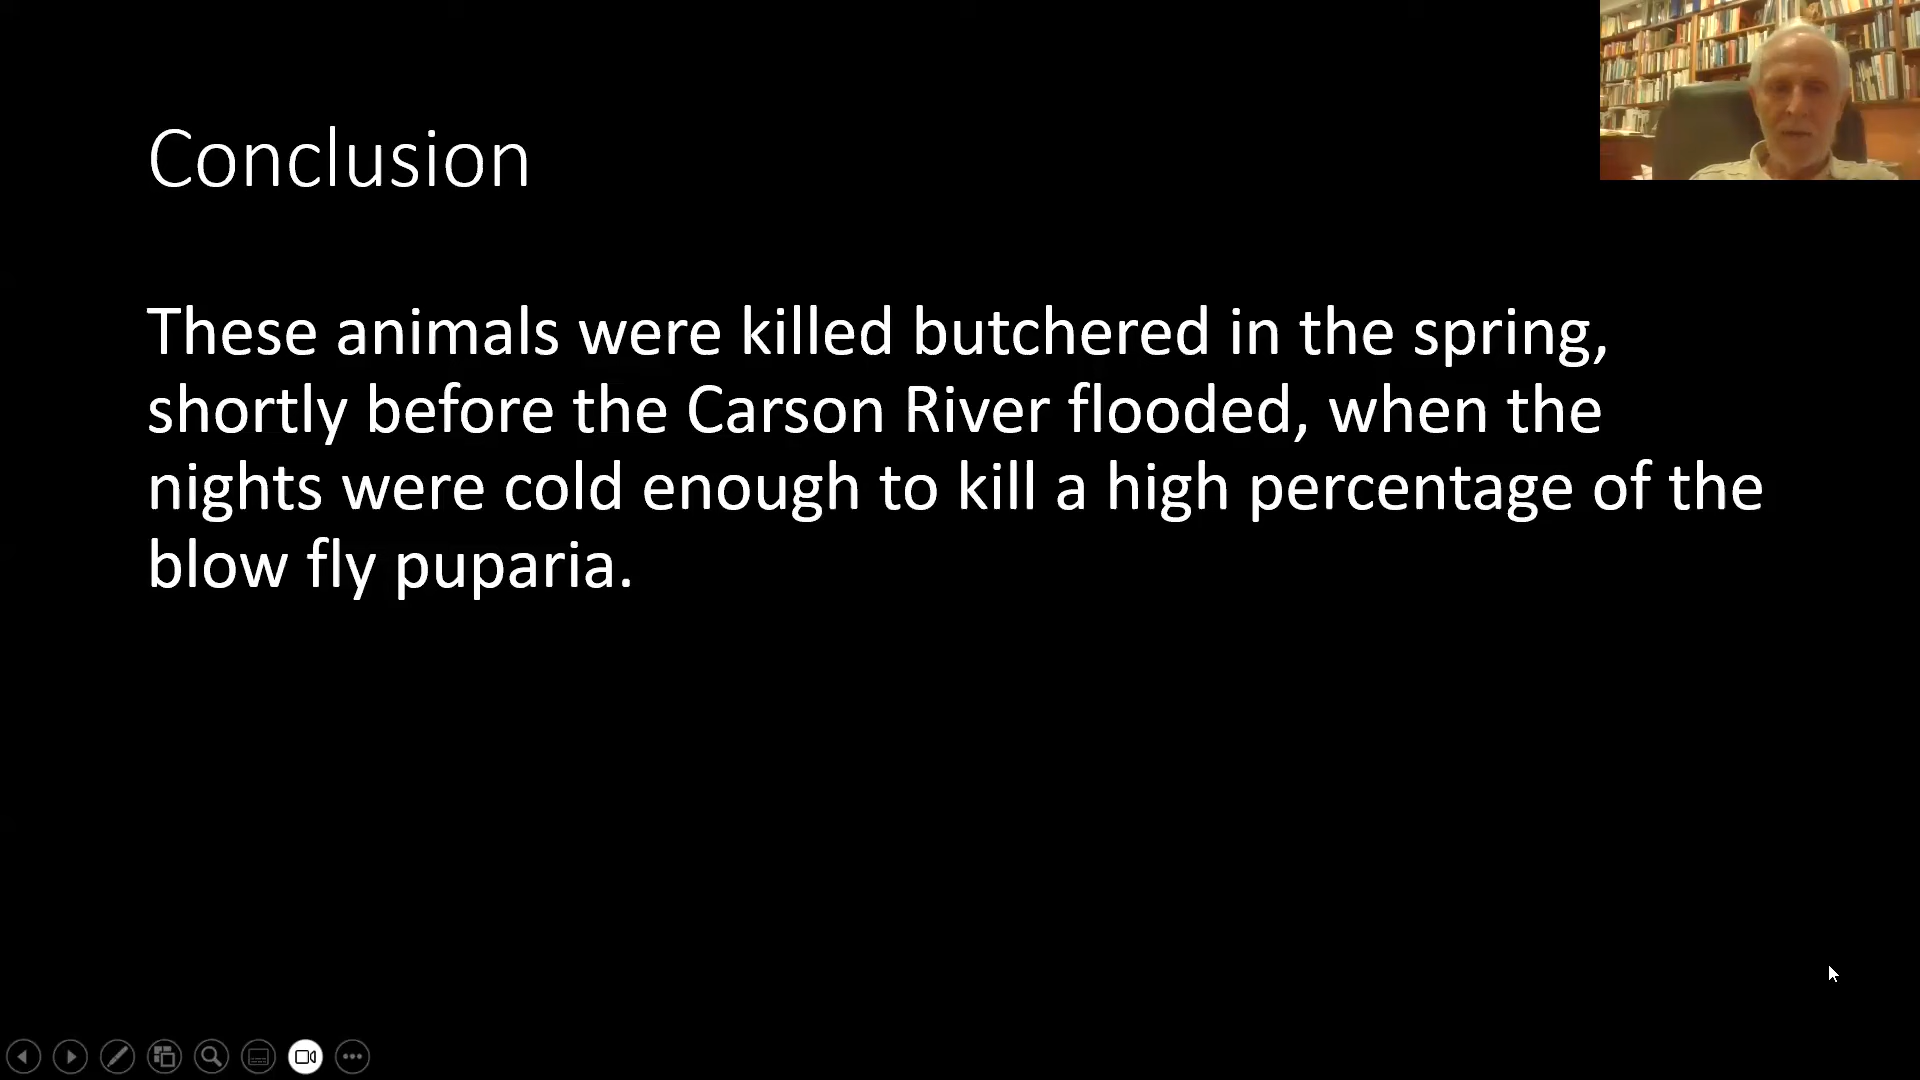 Conclusion
These animals were killed butchered in the spring,
shortly before the Carson River flooded, when the
nights were cold enough to kill a high percentage of the
blow fly puparia.